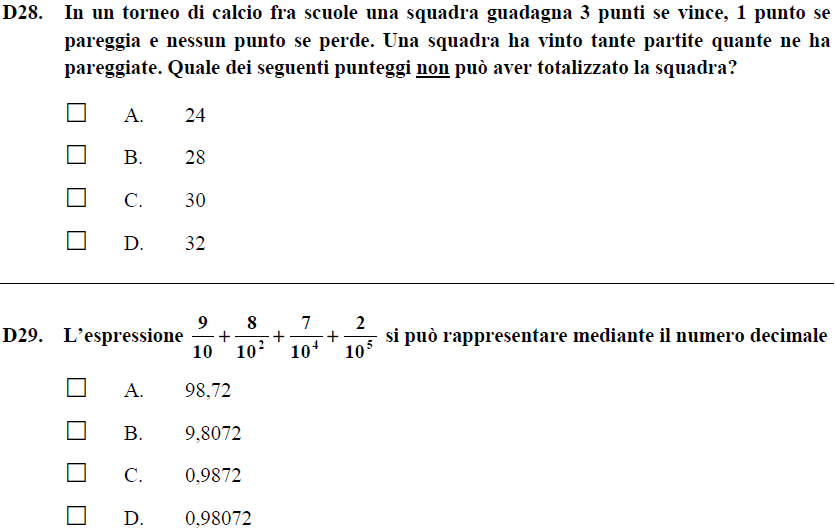 D28. In un torneo di calcio fra scuole una squadra guadagna 3 punti se vince, 1 punto se
pareggia e nessun punto se perde. Una squadra ha vinto tante partite quante ne ha
pareggiate. Quale dei seguenti punteggi non può aver totalizzato la squadra?
☐ A. 24
☐ B. 28
☐ C. 30
☐ D. 32
D29. L’espressione 9/10 + 8/10² + 7/10⁴ + 2/10⁵ si può rappresentare mediante il numero decimale
☐ A. 98,72
☐ B. 9,8072
☐ C. 0,9872
☐ D. 0,98072